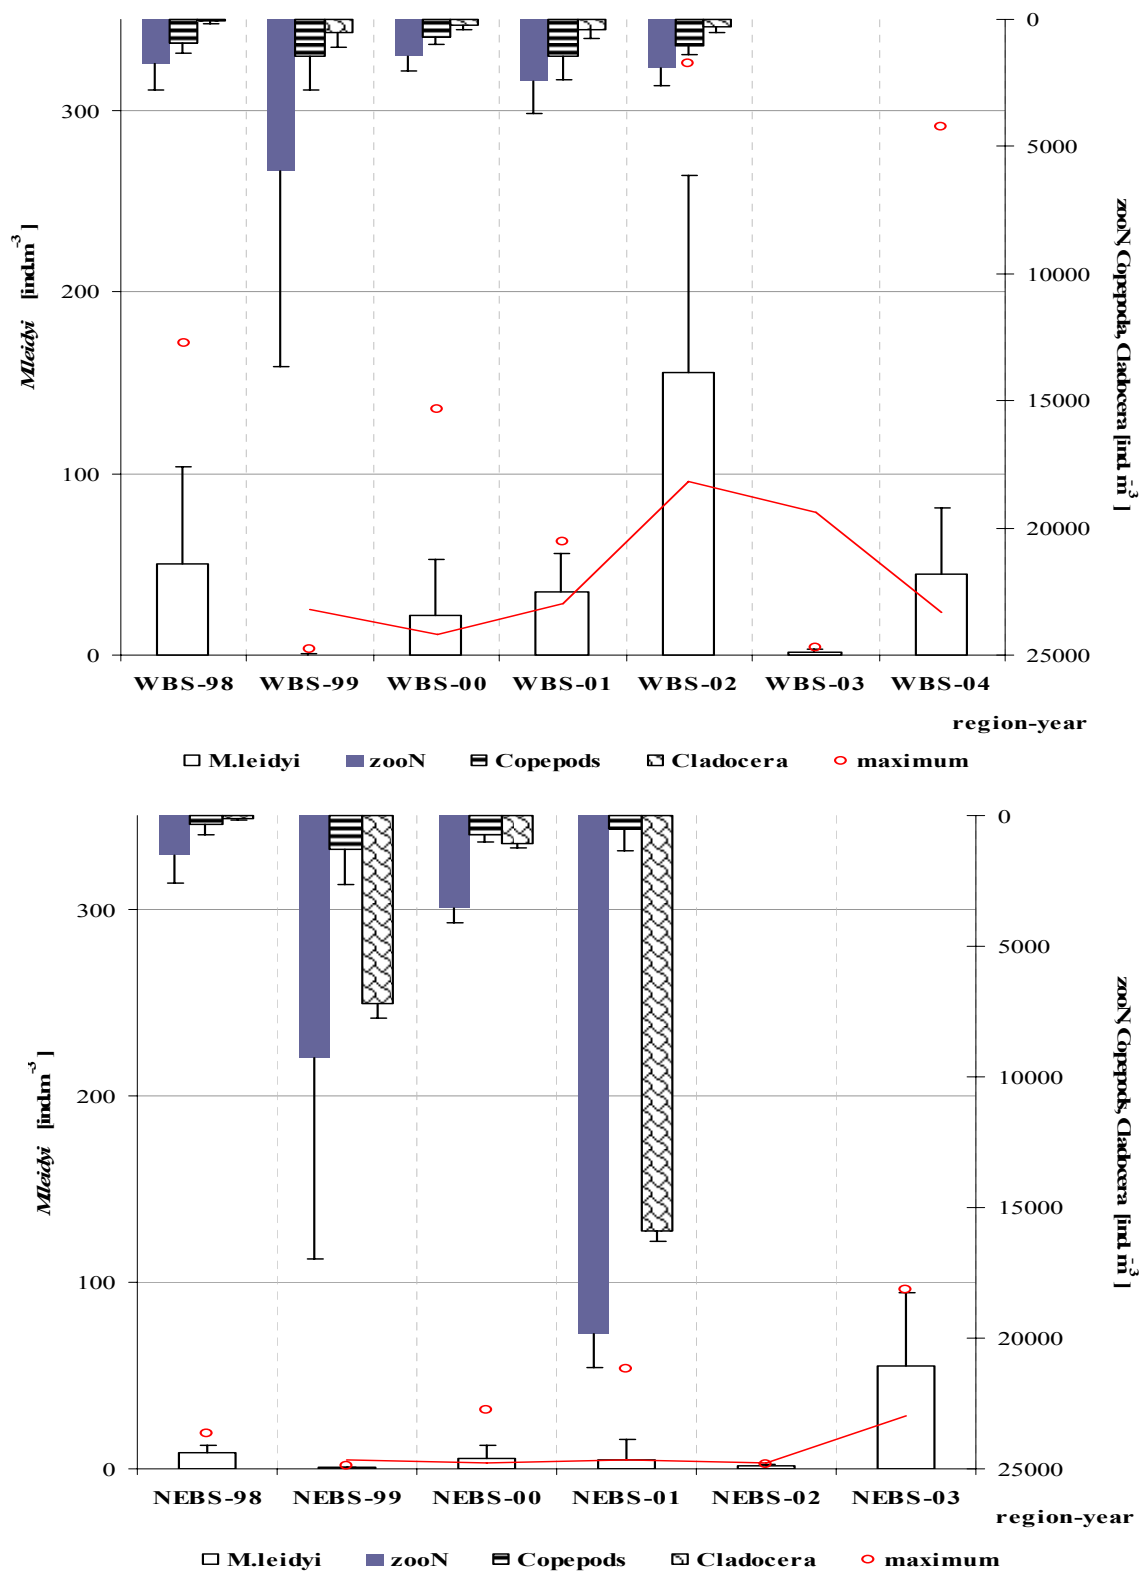 0
300
5000
10000
200
15000
100
20000
0
25000
M.leidyi [ind.m-3]
zooN, Copepoda, Cladocera [ind. m-3]
WBS-98 WBS-99 WBS-00 WBS-01 WBS-02 WBS-03 WBS-04
region-year
M.leidyi zooN Copepods Cladocera maximum
0
300
5000
200
10000
15000
100
20000
0
25000
M.leidyi [ind.m-3]
zooN, Copepods, Cladocera [ind. m-3]
NEBS-98 NEBS-99 NEBS-00 NEBS-01 NEBS-02 NEBS-03
region-year
M.leidyi zooN Copepods Cladocera maximum